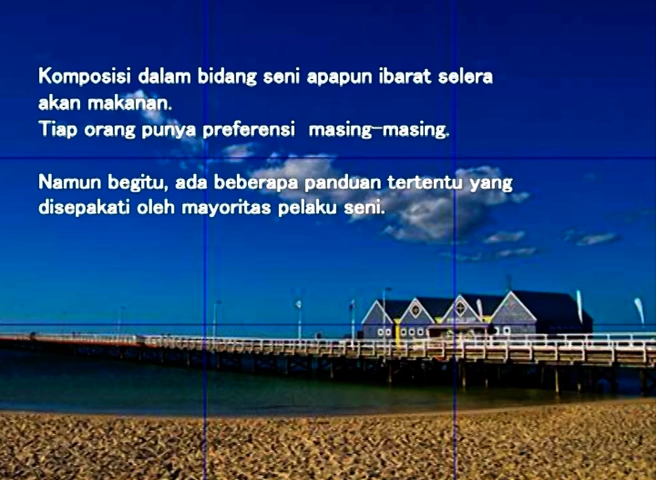 Komposisi dalam bidang seni apapun ibarat selera
akan makanan.
Tiap orang punya preferensi masing-masing.
Namun begitu, ada beberapa panduan tertentu yang
disepakati oleh mayoritas pelaku seni.